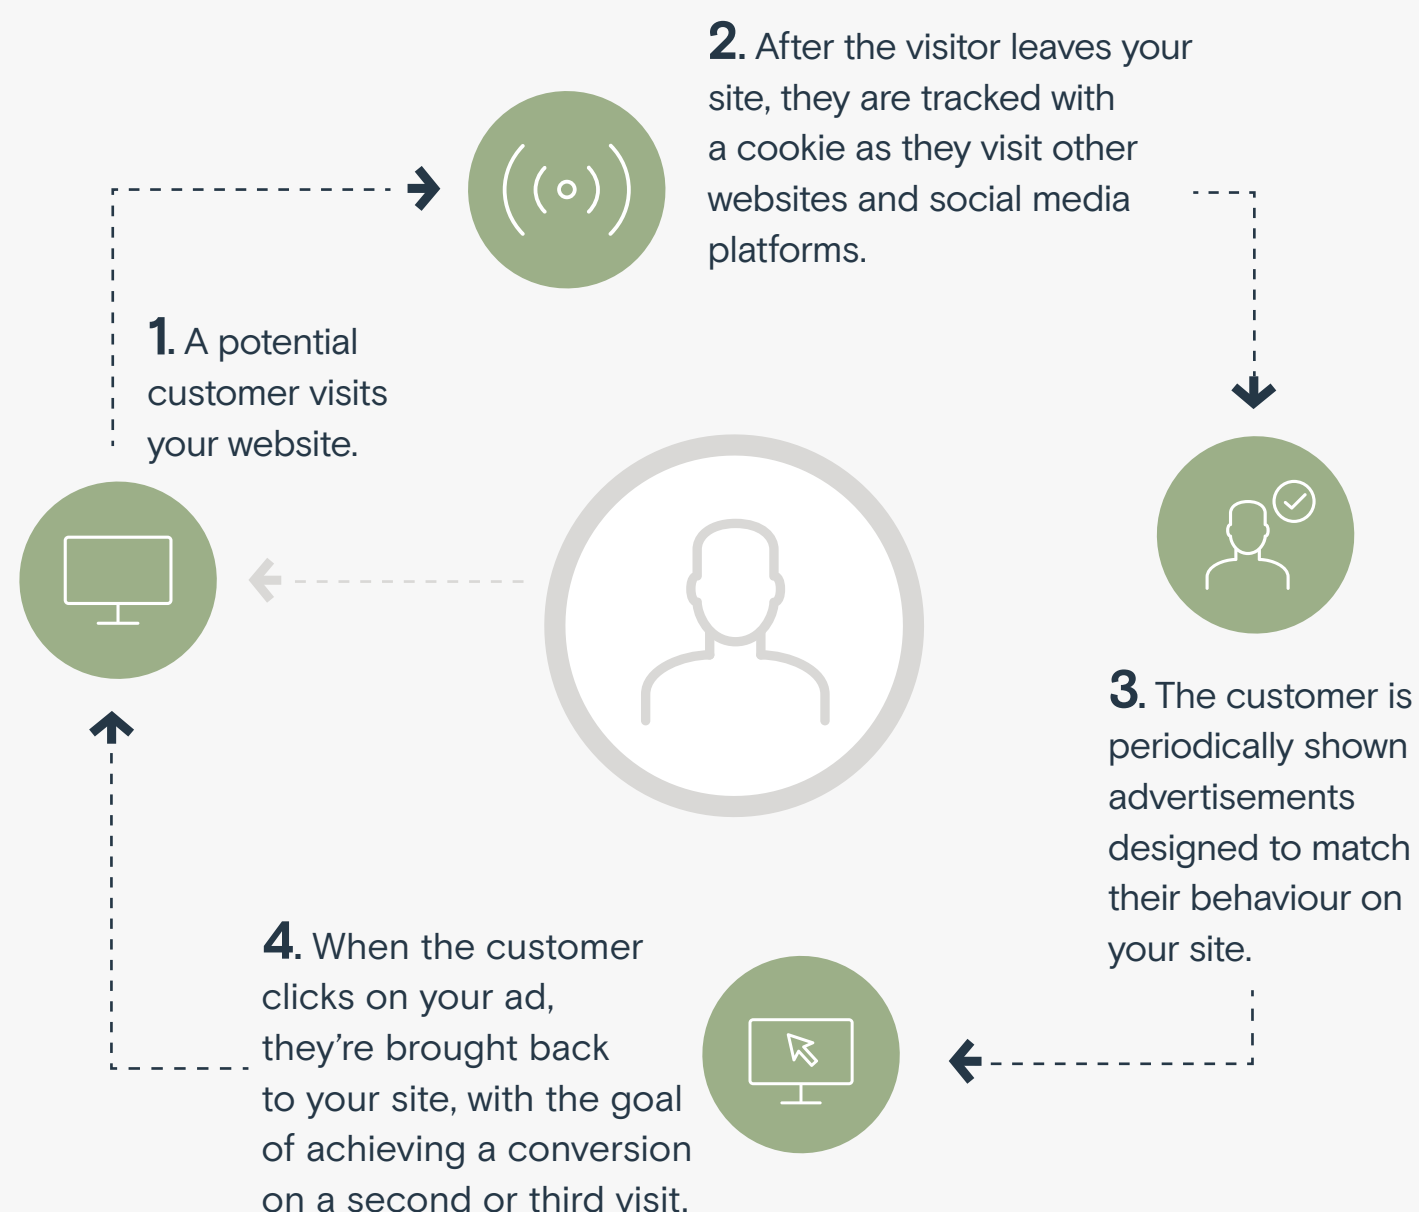 1. A potential
customer visits
your website.
2. After the visitor leaves your
site, they are tracked with
a cookie as they visit other
websites and social media
platforms.
3. The customer is
periodically shown
advertisements
designed to match
their behaviour on
your site.
4. When the customer
clicks on your ad,
they’re brought back
to your site, with the goal
of achieving a conversion
on a second or third visit.